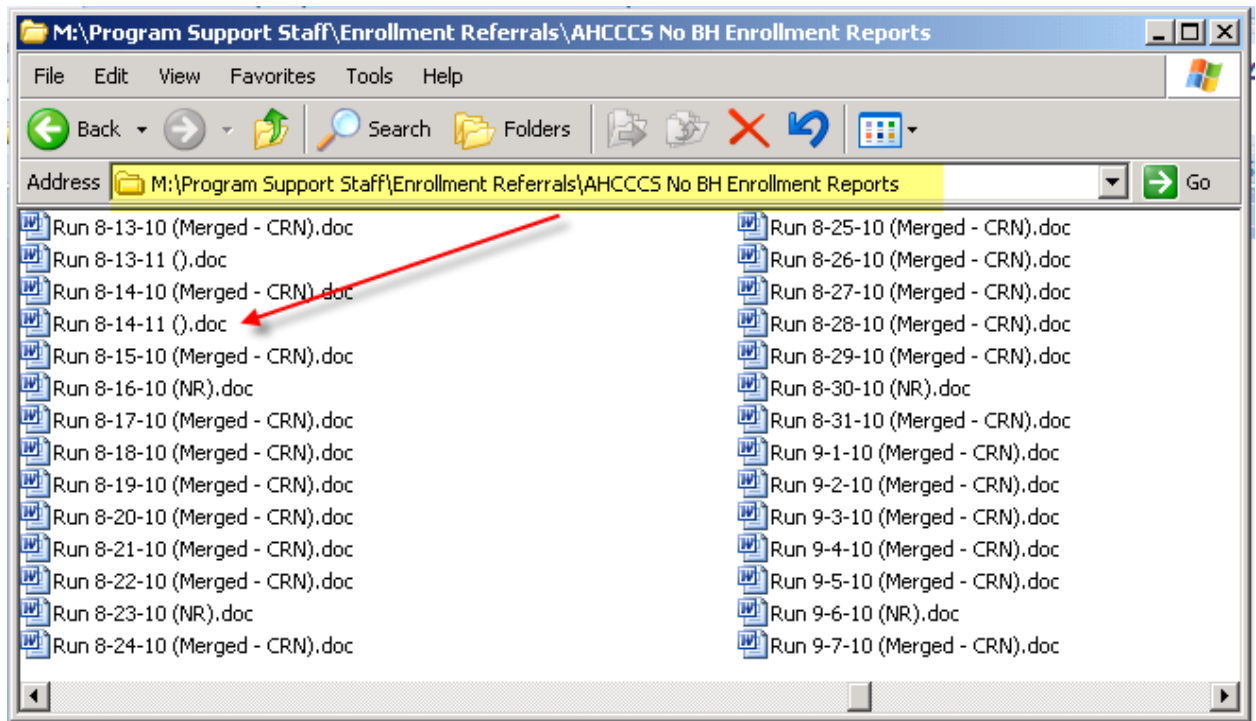 M:\Program Support Staff\Enrollment Referrals\AHCCCS No BH Enrollment Reports
File Edit View Favorites Tools Help
Back Search Folders
Address M:\Program Support Staff\Enrollment Referrals\AHCCCS No BH Enrollment Reports Go
Run 8-13-10 (Merged - CRN).doc
Run 8-13-11 ().doc
Run 8-14-10 (Merged - CRN).doc
Run 8-14-11 ().doc
Run 8-15-10 (Merged - CRN).doc
Run 8-16-10 (NR).doc
Run 8-17-10 (Merged - CRN).doc
Run 8-18-10 (Merged - CRN).doc
Run 8-19-10 (Merged - CRN).doc
Run 8-20-10 (Merged - CRN).doc
Run 8-21-10 (Merged - CRN).doc
Run 8-22-10 (Merged - CRN).doc
Run 8-23-10 (NR).doc
Run 8-24-10 (Merged - CRN).doc
Run 8-25-10 (Merged - CRN).doc
Run 8-26-10 (Merged - CRN).doc
Run 8-27-10 (Merged - CRN).doc
Run 8-28-10 (Merged - CRN).doc
Run 8-29-10 (Merged - CRN).doc
Run 8-30-10 (NR).doc
Run 8-31-10 (Merged - CRN).doc
Run 9-1-10 (Merged - CRN).doc
Run 9-2-10 (Merged - CRN).doc
Run 9-3-10 (Merged - CRN).doc
Run 9-4-10 (Merged - CRN).doc
Run 9-5-10 (Merged - CRN).doc
Run 9-6-10 (NR).doc
Run 9-7-10 (Merged - CRN).doc